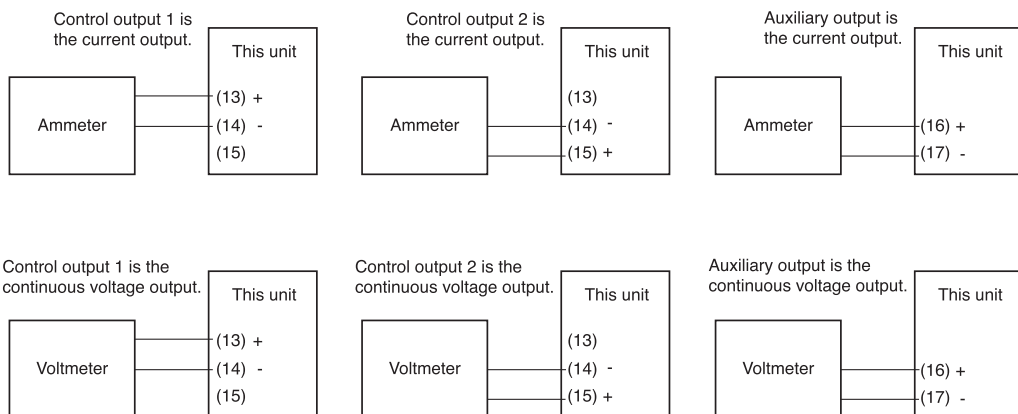 Control output 1 is
the current output.
This unit
Ammeter
(13) +
(14) -
(15)
Control output 2 is
the current output.
This unit
Ammeter
(13)
(14) -
(15) +
Auxiliary output is
the current output.
This unit
Ammeter
(16) +
(17) -
Control output 1 is the
continuous voltage output.
This unit
Voltmeter
(13) +
(14) -
(15)
Control output 2 is the
continuous voltage output.
This unit
Voltmeter
(13)
(14) -
(15) +
Auxiliary output is the
continuous voltage output.
This unit
Voltmeter
(16) +
(17) -